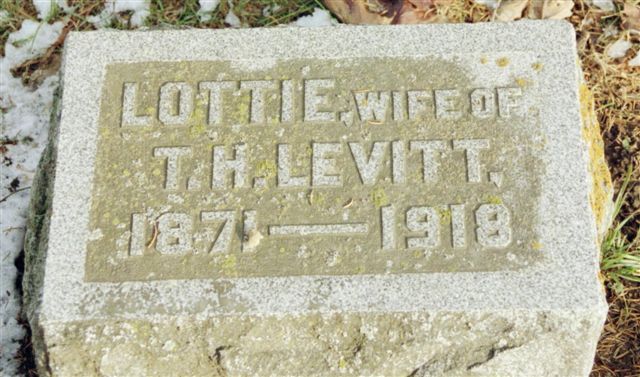 LOTTIE, WIFE OF
T. H. LEVITT,
1871 — 1918